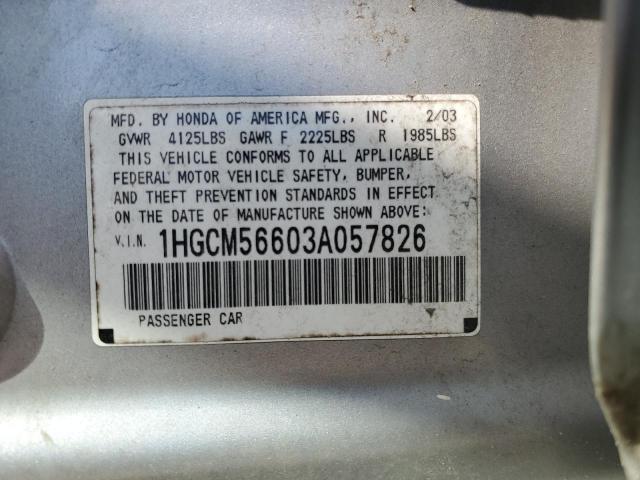 MFD. BY HONDA OF AMERICA MFG., INC. 2/03
GVWR 4125LBS GAWR F 2225LBS R 1985LBS
THIS VEHICLE CONFORMS TO ALL APPLICABLE
FEDERAL MOTOR VEHICLE SAFETY, BUMPER,
AND THEFT PREVENTION STANDARDS IN EFFECT
ON THE DATE OF MANUFACTURE SHOWN ABOVE:
V.I.N. 1HGCM56603A057826
PASSENGER CAR